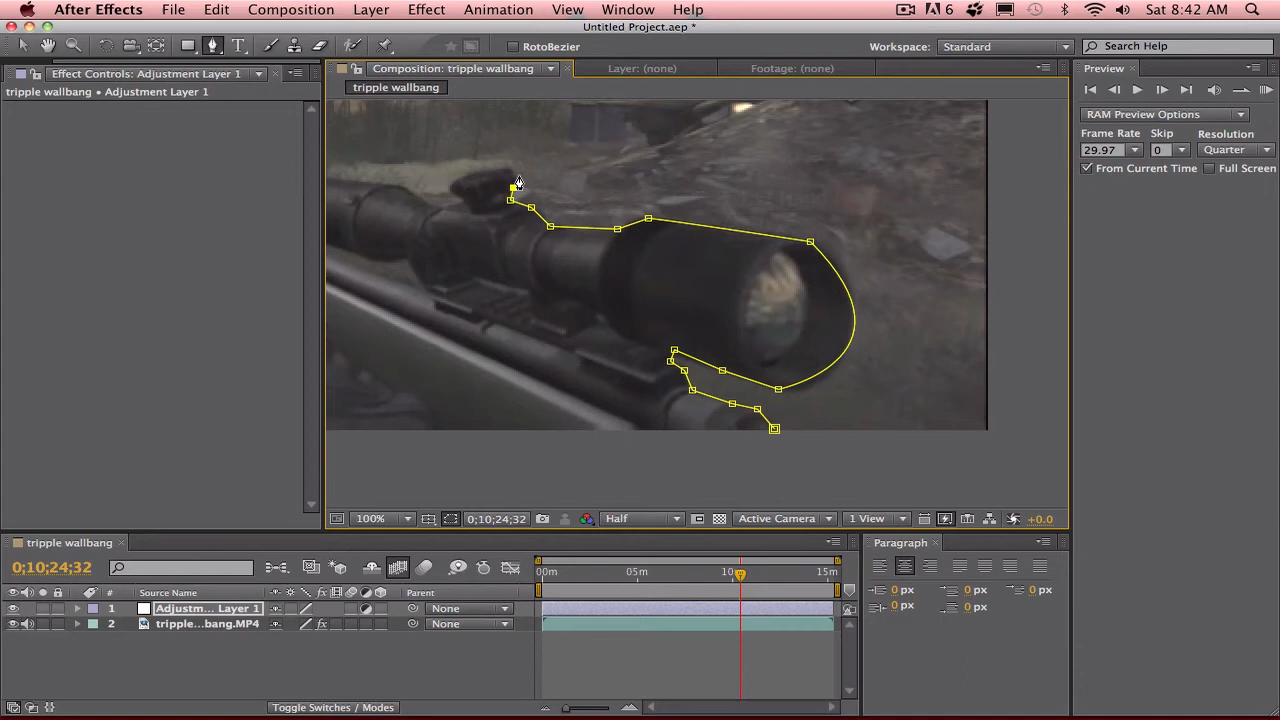 After Effects File Edit Composition Layer Effect Animation View Window Help 6 Sat 8:42 AM
Untitled Project.aep *
RotoBezier Workspace: Standard Search Help
Effect Controls: Adjustment Layer 1 Composition: tripple wallbang Layer: (none) Footage: (none) Preview
tripple wallbang • Adjustment Layer 1 tripple wallbang
RAM Preview Options
Frame Rate Skip Resolution
29.97 0 Quarter
From Current Time Full Screen
100% 0;10;24;32 Half Active Camera 1 View +0.0
tripple wallbang Paragraph
0;10;24;32 00m 05m 10 15m
# Source Name Parent
0 px 0 px 0 px
0 px 0 px
1 Adjustm... Layer 1 None
2 tripple...bang.MP4 fx None
Toggle Switches / Modes